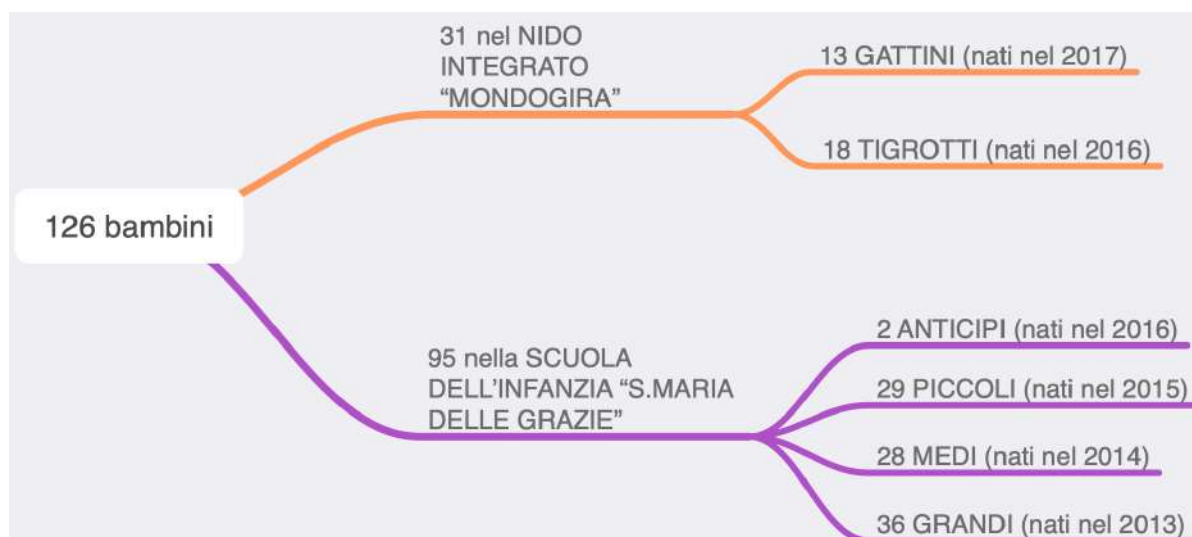 126 bambini
31 nel NIDO
INTEGRATO
“MONDOGIRA”
13 GATTINI (nati nel 2017)
18 TIGROTTI (nati nel 2016)
95 nella SCUOLA
DELL’INFANZIA “S.MARIA
DELLE GRAZIE”
2 ANTICIPI (nati nel 2016)
29 PICCOLI (nati nel 2015)
28 MEDI (nati nel 2014)
36 GRANDI (nati nel 2013)